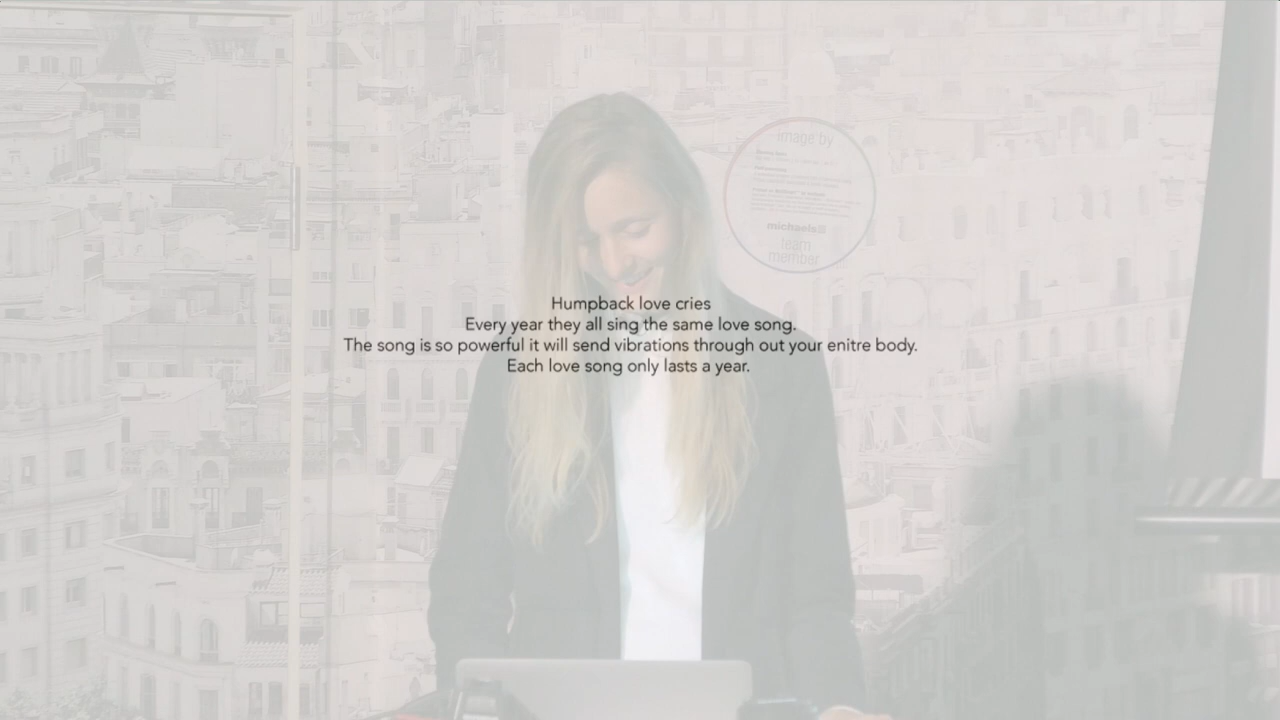 image by
michaelsill
team
member
Humpback love cries
Every year they all sing the same love song.
The song is so powerful it will send vibrations through out your enitre body.
Each love song only lasts a year.